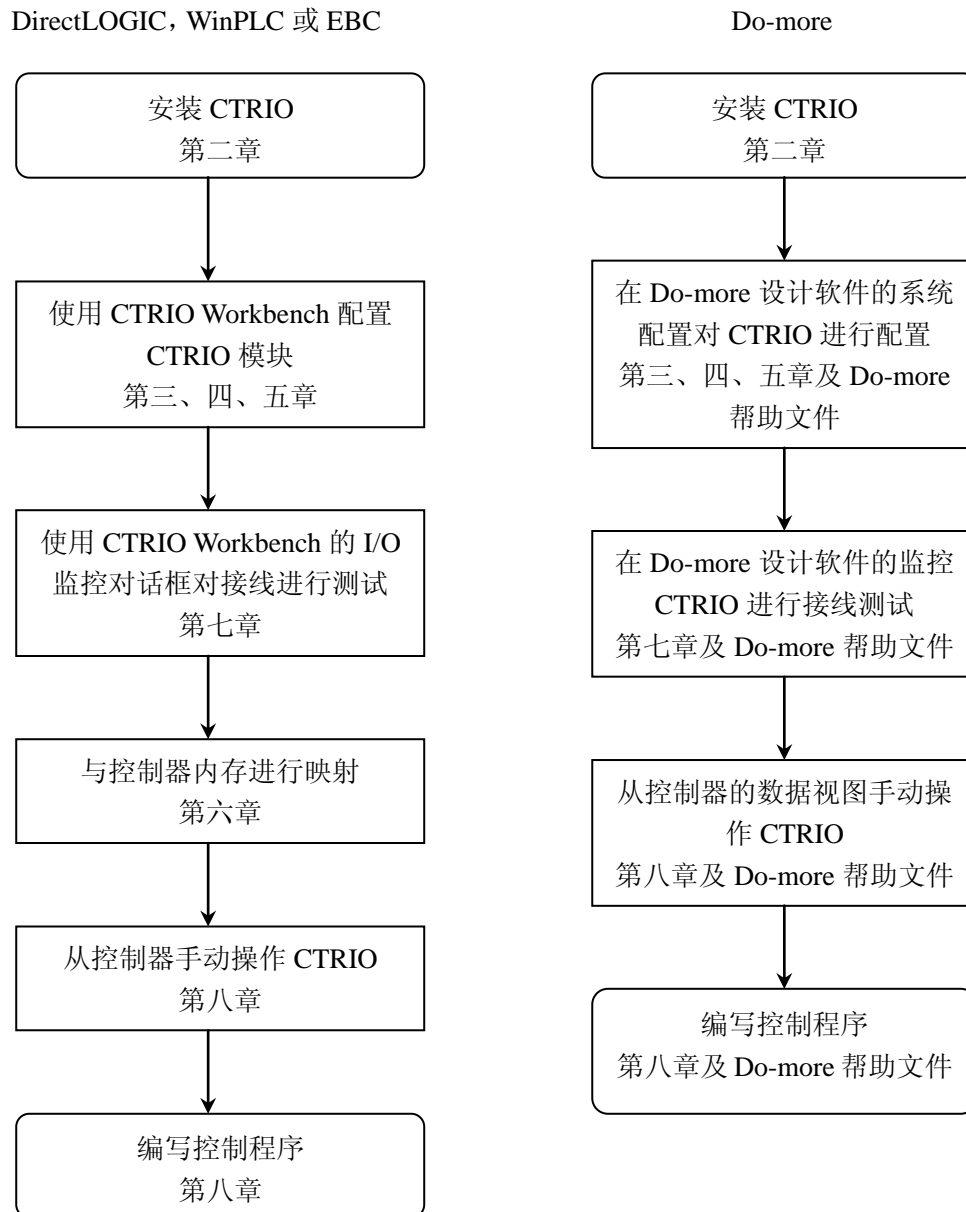 DirectLOGIC，WinPLC 或 EBC
安装 CTRIO
第二章
使用 CTRIO Workbench 配置
CTRIO 模块
第三、四、五章
使用 CTRIO Workbench 的 I/O
监控对话框对接线进行测试
第七章
与控制器内存进行映射
第六章
从控制器手动操作 CTRIO
第八章
编写控制程序
第八章
Do-more
安装 CTRIO
第二章
在 Do-more 设计软件的系统
配置对 CTRIO 进行配置
第三、四、五章及 Do-more
帮助文件
在 Do-more 设计软件的监控
CTRIO 进行接线测试
第七章及 Do-more 帮助文件
从控制器的数据视图手动操
作 CTRIO
第八章及 Do-more 帮助文件
编写控制程序
第八章及 Do-more 帮助文件